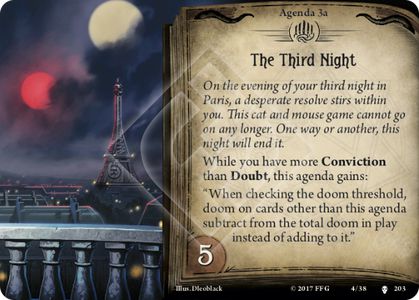 Agenda 3a
The Third Night
On the evening of your third night in
Paris, a desperate resolve stirs within
you. This cat and mouse game cannot go
on any longer. One way or another, this
night will end it.
While you have more Conviction
than Doubt, this agenda gains:
“When checking the doom threshold,
doom on cards other than this agenda
subtract from the total doom in play
instead of adding to it.”
5
Illus. Dleoblack
© 2017 FFG
4/38
203